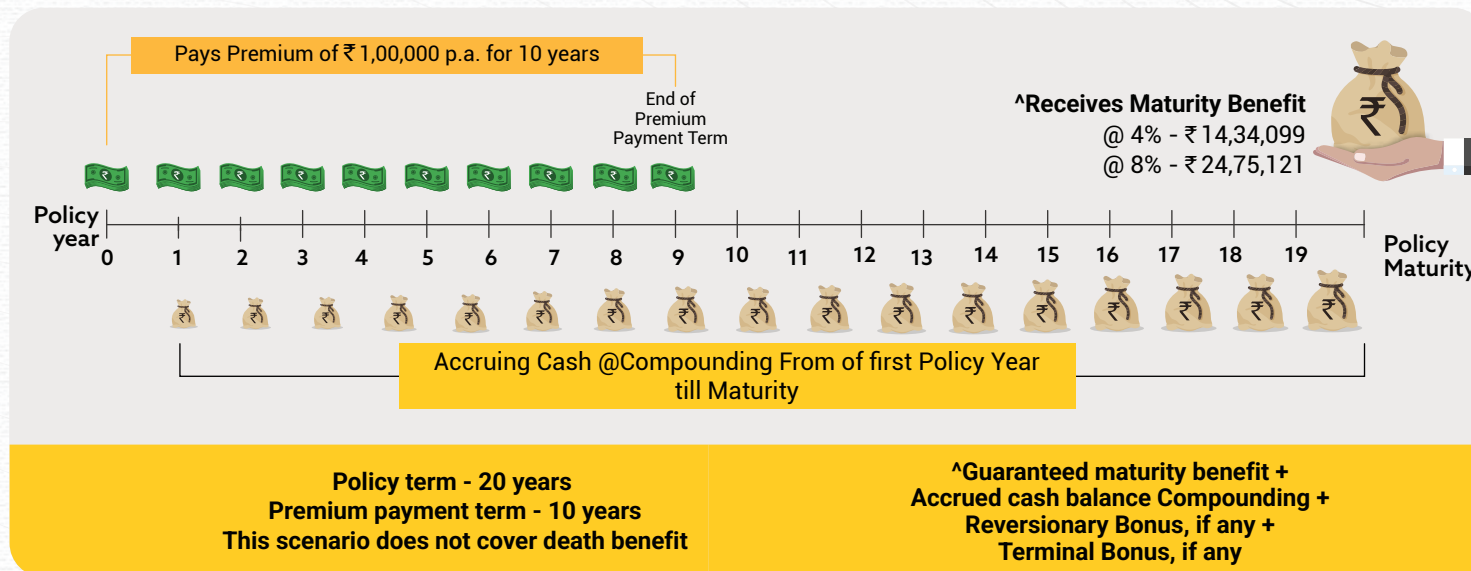 Pays Premium of ₹ 1,00,000 p.a. for 10 years
End of
Premium
Payment Term
^Receives Maturity Benefit
@ 4% - ₹ 14,34,099
@ 8% - ₹ 24,75,121
₹
₹ ₹ ₹ ₹ ₹ ₹ ₹ ₹ ₹ ₹
Policy
year
0 1 2 3 4 5 6 7 8 9 10 11 12 13 14 15 16 17 18 19
Policy
Maturity
₹ ₹ ₹ ₹ ₹ ₹ ₹ ₹ ₹ ₹ ₹ ₹ ₹ ₹ ₹ ₹ ₹
Accruing Cash @Compounding From of first Policy Year
till Maturity
Policy term - 20 years
Premium payment term - 10 years
This scenario does not cover death benefit
^Guaranteed maturity benefit +
Accrued cash balance Compounding +
Reversionary Bonus, if any +
Terminal Bonus, if any